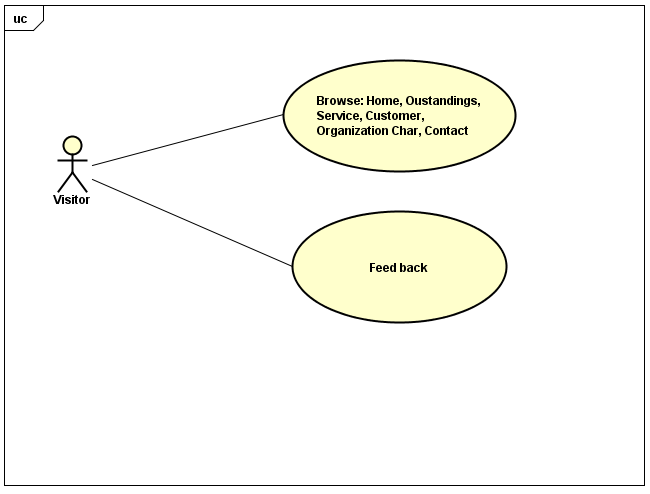 uc
Browse: Home, Oustandings,
Service, Customer,
Organization Char, Contact
Visitor
Feed back